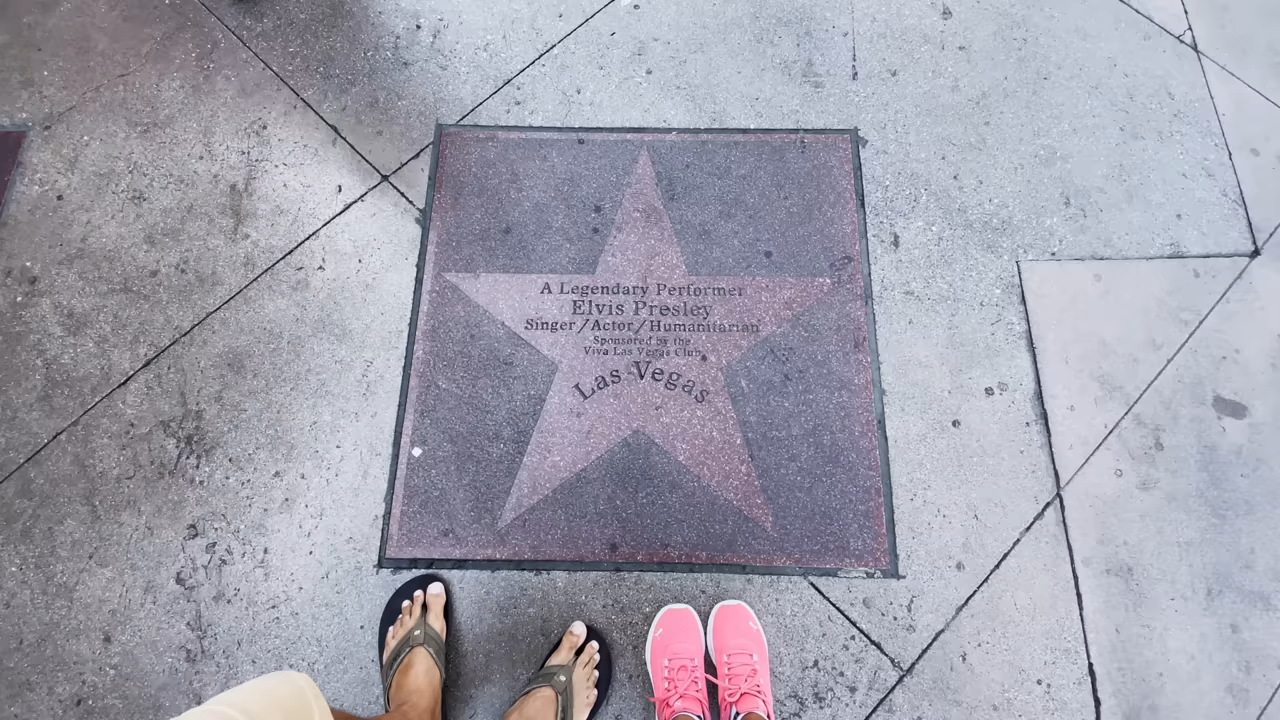 A Legendary Performer
Elvis Presley
Singer/Actor/Humanitarian
Sponsored by the
Viva Las Vegas Club
Las Vegas